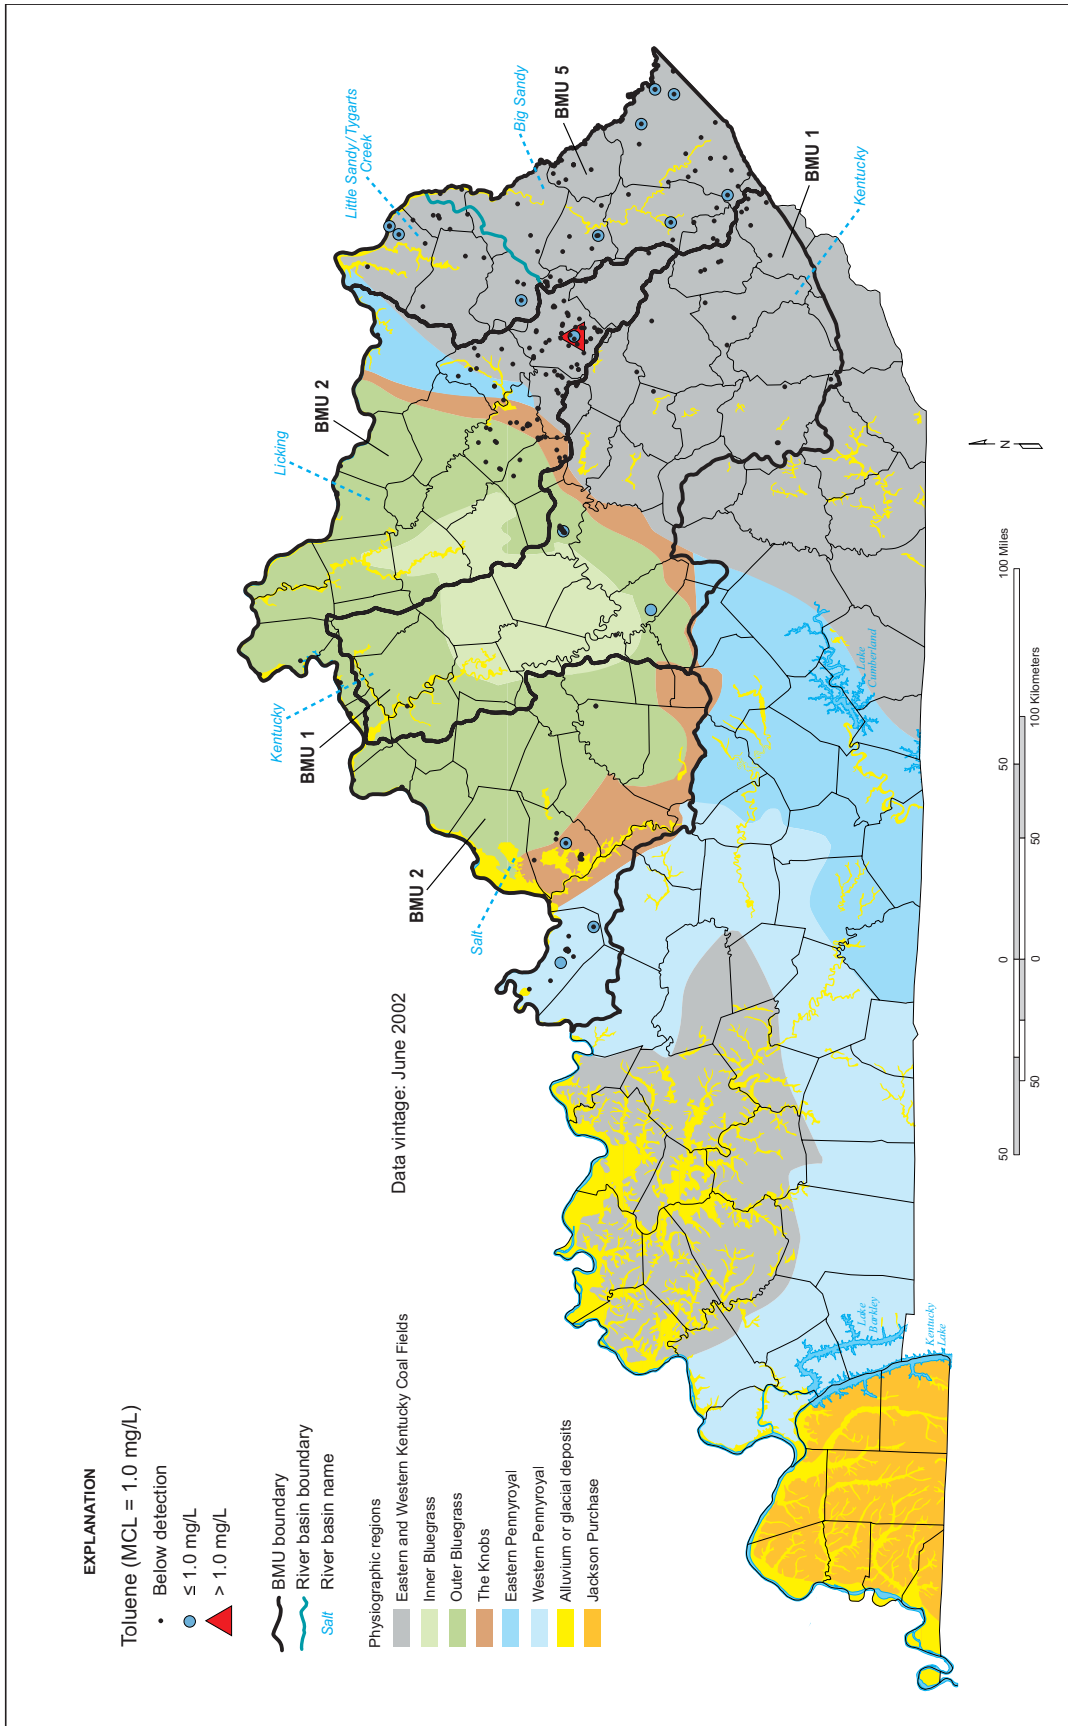 EXPLANATION
Toluene (MCL = 1.0 mg/L)
Below detection
≤ 1.0 mg/L
> 1.0 mg/L
BMU boundary
River basin boundary
Salt River basin name
Physiographic regions
Eastern and Western Kentucky Coal Fields
Inner Bluegrass
Outer Bluegrass
The Knobs
Eastern Pennyroyal
Western Pennyroyal
Alluvium or glacial deposits
Jackson Purchase
Data vintage: June 2002
Salt
BMU 2
Kentucky
BMU 1
Licking
BMU 2
Little Sandy/Tygarts
Creek
Big Sandy
BMU 5
BMU 1
Kentucky
Lake
Cumberland
Lake
Barkley
Kentucky
Lake
N
50 0 50 100 Miles
50 0 50 100 Kilometers